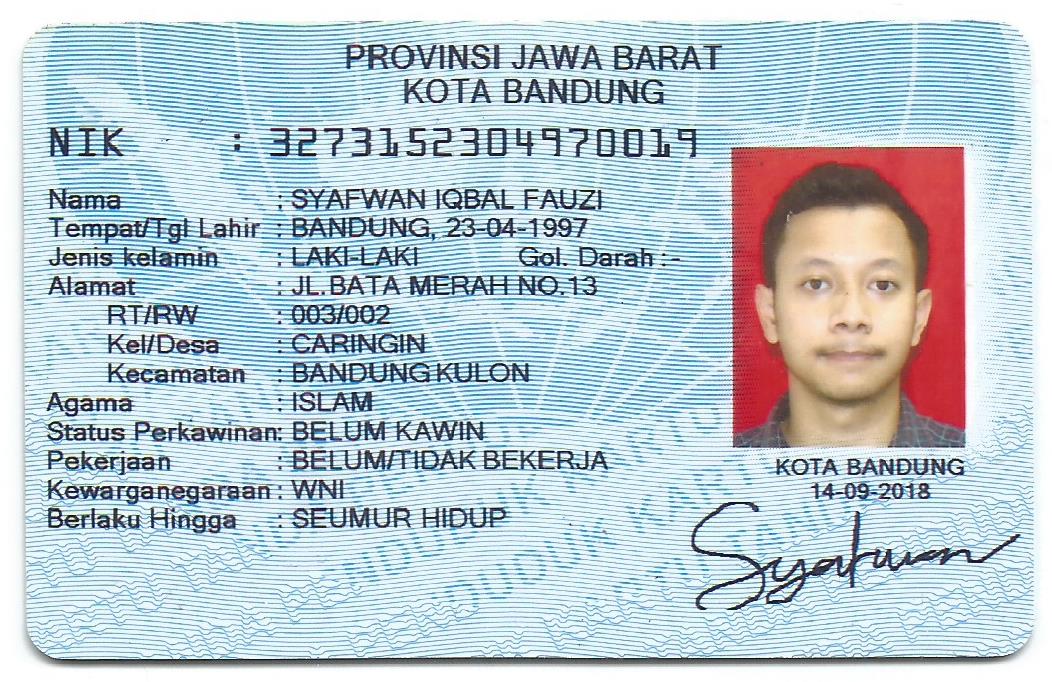 PROVINSI JAWA BARAT
KOTA BANDUNG
NIK : 3273152304970019
Nama : SYAFWAN IQBAL FAUZI
Tempat/Tgl Lahir : BANDUNG, 23-04-1997
Jenis kelamin : LAKI-LAKI Gol. Darah :-
Alamat : JL.BATA MERAH NO.13
RT/RW : 003/002
Kel/Desa : CARINGIN
Kecamatan : BANDUNG KULON
Agama : ISLAM
Status Perkawinan: BELUM KAWIN
Pekerjaan : BELUM/TIDAK BEKERJA
Kewarganegaraan : WNI
Berlaku Hingga : SEUMUR HIDUP
KOTA BANDUNG
14-09-2018
Syafwan